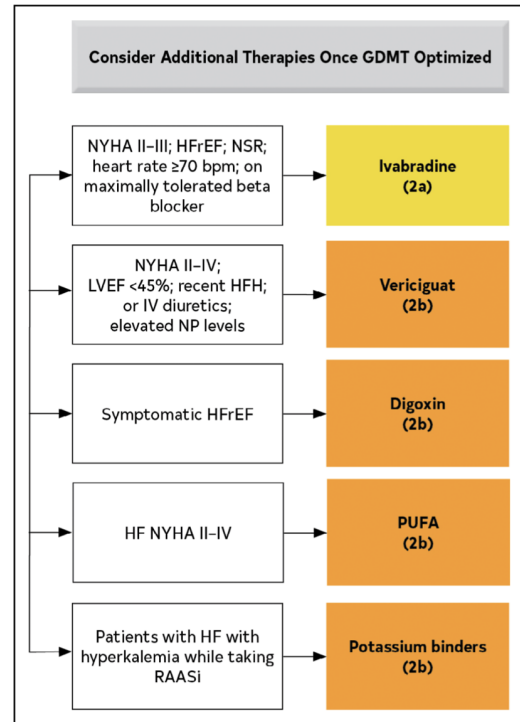 Consider Additional Therapies Once GDMT Optimized
NYHA II–III; HFrEF; NSR;
heart rate ≥70 bpm; on
maximally tolerated beta
blocker
Ivabradine
(2a)
NYHA II–IV;
LVEF <45%; recent HFH;
or IV diuretics;
elevated NP levels
Vericiguat
(2b)
Symptomatic HFrEF
Digoxin
(2b)
HF NYHA II–IV
PUFA
(2b)
Patients with HF with
hyperkalemia while taking
RAASi
Potassium binders
(2b)